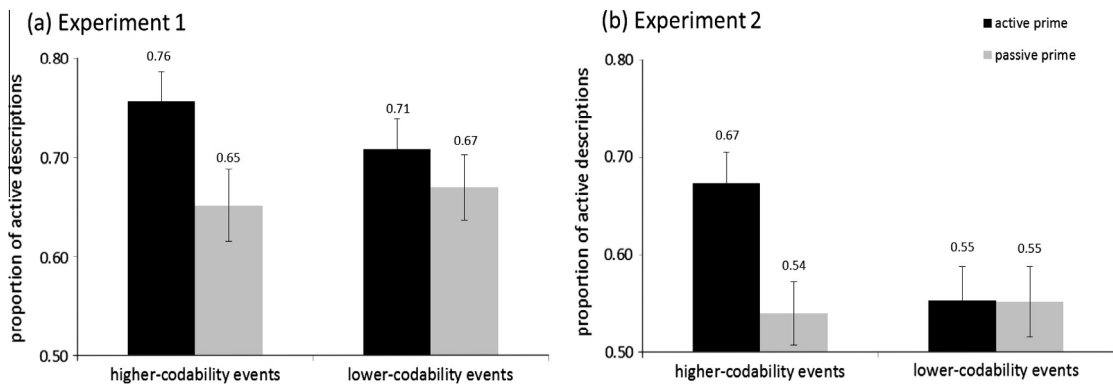 (a) Experiment 1
proportion of active descriptions
0.80
0.70
0.60
0.50
0.76
0.65
0.71
0.67
higher-codability events
lower-codability events
(b) Experiment 2
active prime
passive prime
proportion of active descriptions
0.80
0.70
0.60
0.50
0.67
0.54
0.55
0.55
higher-codability events
lower-codability events